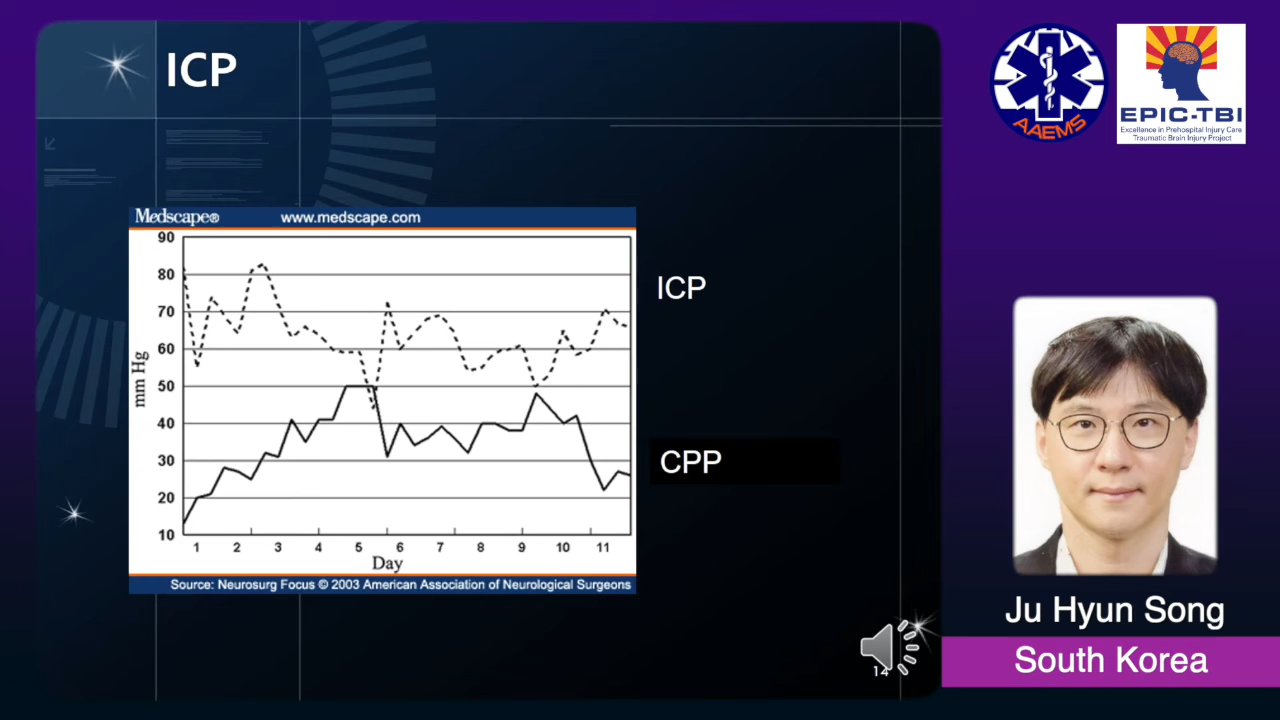 ICP
Medscape® www.medscape.com
90
80
70
60
50
40
30
20
10
mm Hg
1 2 3 4 5 6 7 8 9 10 11
Day
Source: Neurosurg Focus © 2003 American Association of Neurological Surgeons
ICP
CPP
14
AAEMS
EPIC-TBI
Excellence in Prehospital Injury Care
Traumatic Brain Injury Project
Ju Hyun Song
South Korea